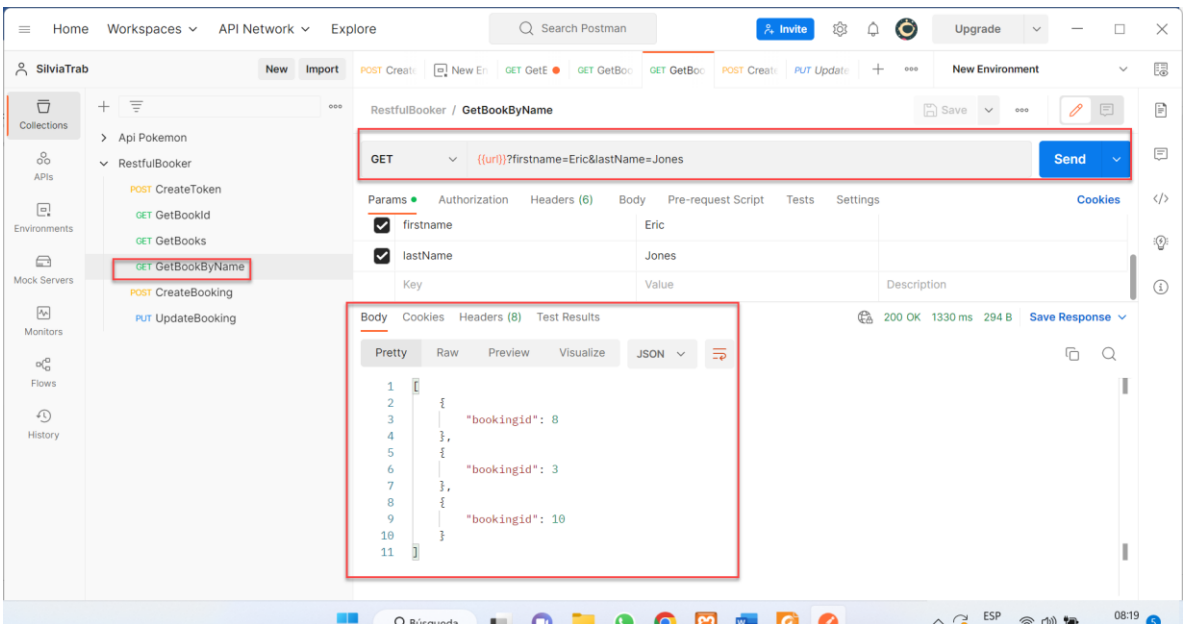 Home Workspaces API Network Explore Search Postman Invite Upgrade
SilviaTrab New Import POST Create New En GET GetE GET GetBoo GET GetBoo POST Create PUT Update New Environment
Collections
APIs
Environments
Mock Servers
Monitors
Flows
History
Api Pokemon
RestfulBooker
POST CreateToken
GET GetBookId
GET GetBooks
GET GetBookByName
POST CreateBooking
PUT UpdateBooking
RestfulBooker / GetBookByName Save
GET {{url}}?firstname=Eric&lastName=Jones Send
Params Authorization Headers (6) Body Pre-request Script Tests Settings Cookies
firstname Eric
lastName Jones
Key Value Description
Body Cookies Headers (8) Test Results 200 OK 1330 ms 294 B Save Response
Pretty Raw Preview Visualize JSON
1 [
2 {
3 "bookingid": 8
4 },
5 {
6 "bookingid": 3
7 },
8 {
9 "bookingid": 10
10 }
11 ]
Búsqueda ESP 08:19 5